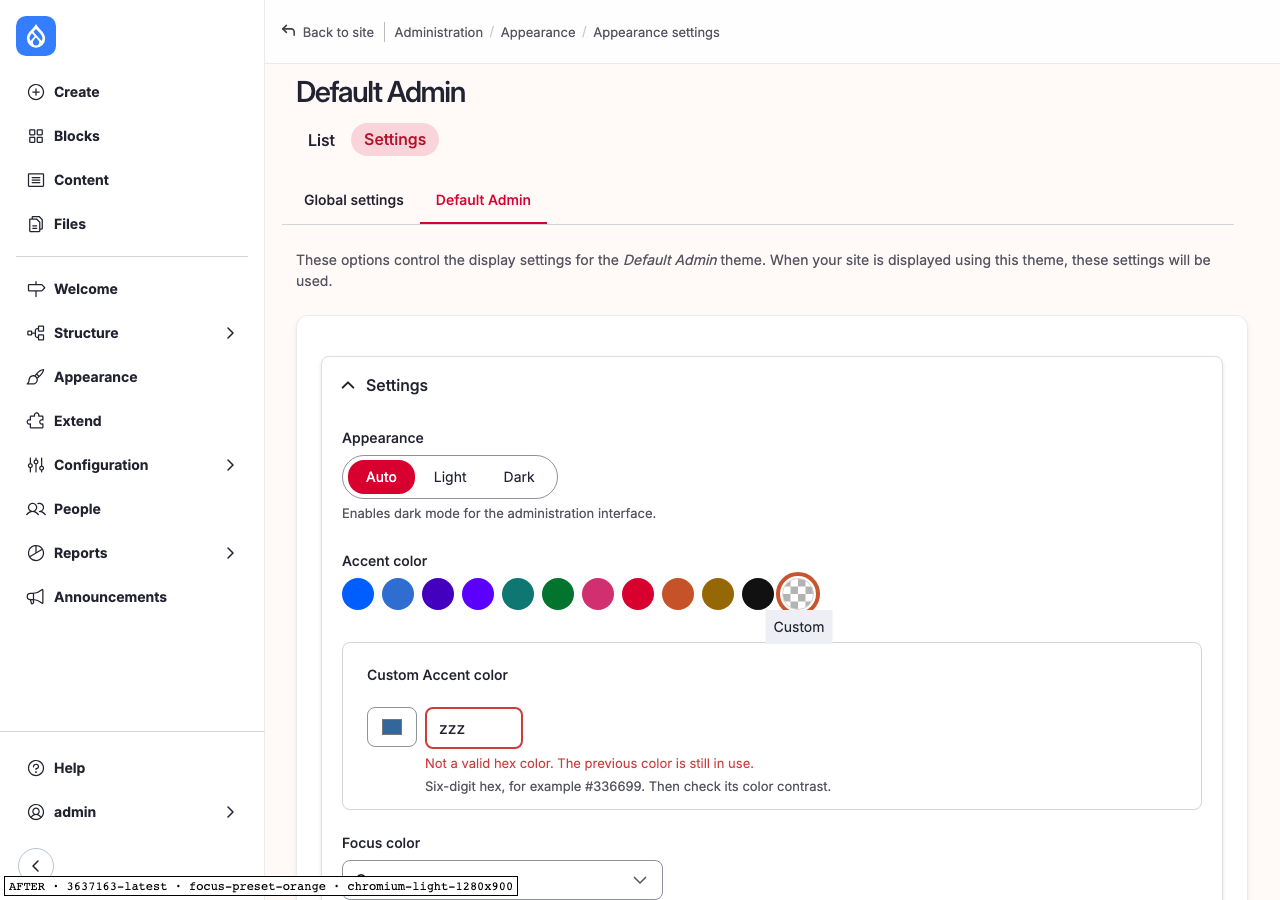 Back to site
Administration / Appearance / Appearance settings
Create
Blocks
Content
Files
Welcome
Structure
Appearance
Extend
Configuration
People
Reports
Announcements
Help
admin
Default Admin
List
Settings
Global settings
Default Admin
These options control the display settings for the Default Admin theme. When your site is displayed using this theme, these settings will be
used.
Settings
Appearance
Auto
Light
Dark
Enables dark mode for the administration interface.
Accent color
Custom
Custom Accent color
zzz
Not a valid hex color. The previous color is still in use.
Six-digit hex, for example #336699. Then check its color contrast.
Focus color
AFTER · 3637163-latest · focus-preset-orange · chromium-light-1280x900